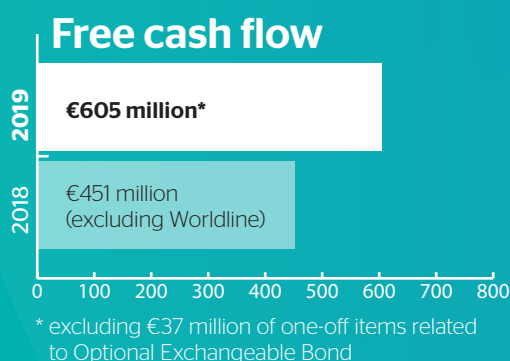 Free cash flow
2019
€605 million*
2018
€451 million
(excluding Worldline)
0 100 200 300 400 500 600 700 800
* excluding €37 million of one-off items related
to Optional Exchangeable Bond